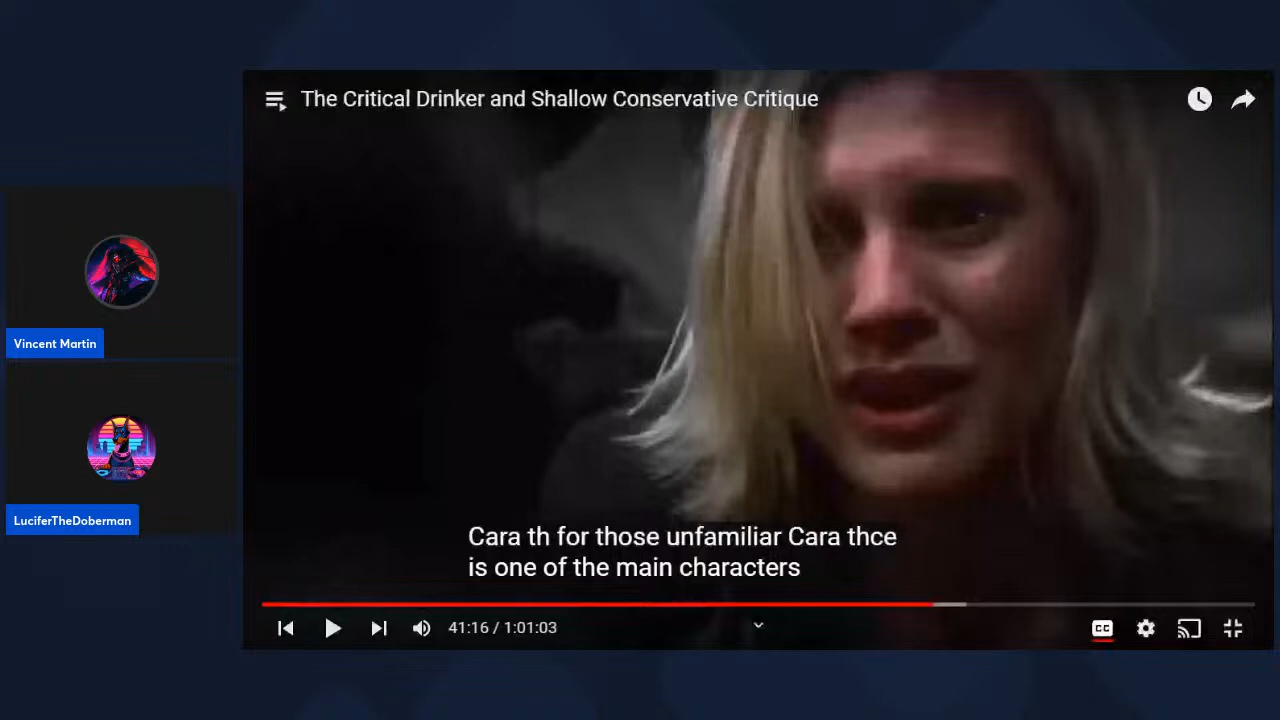 The Critical Drinker and Shallow Conservative Critique
Vincent Martin
LuciferTheDoberman
Cara th for those unfamiliar Cara thce
is one of the main characters
41:16 / 1:01:03
CC